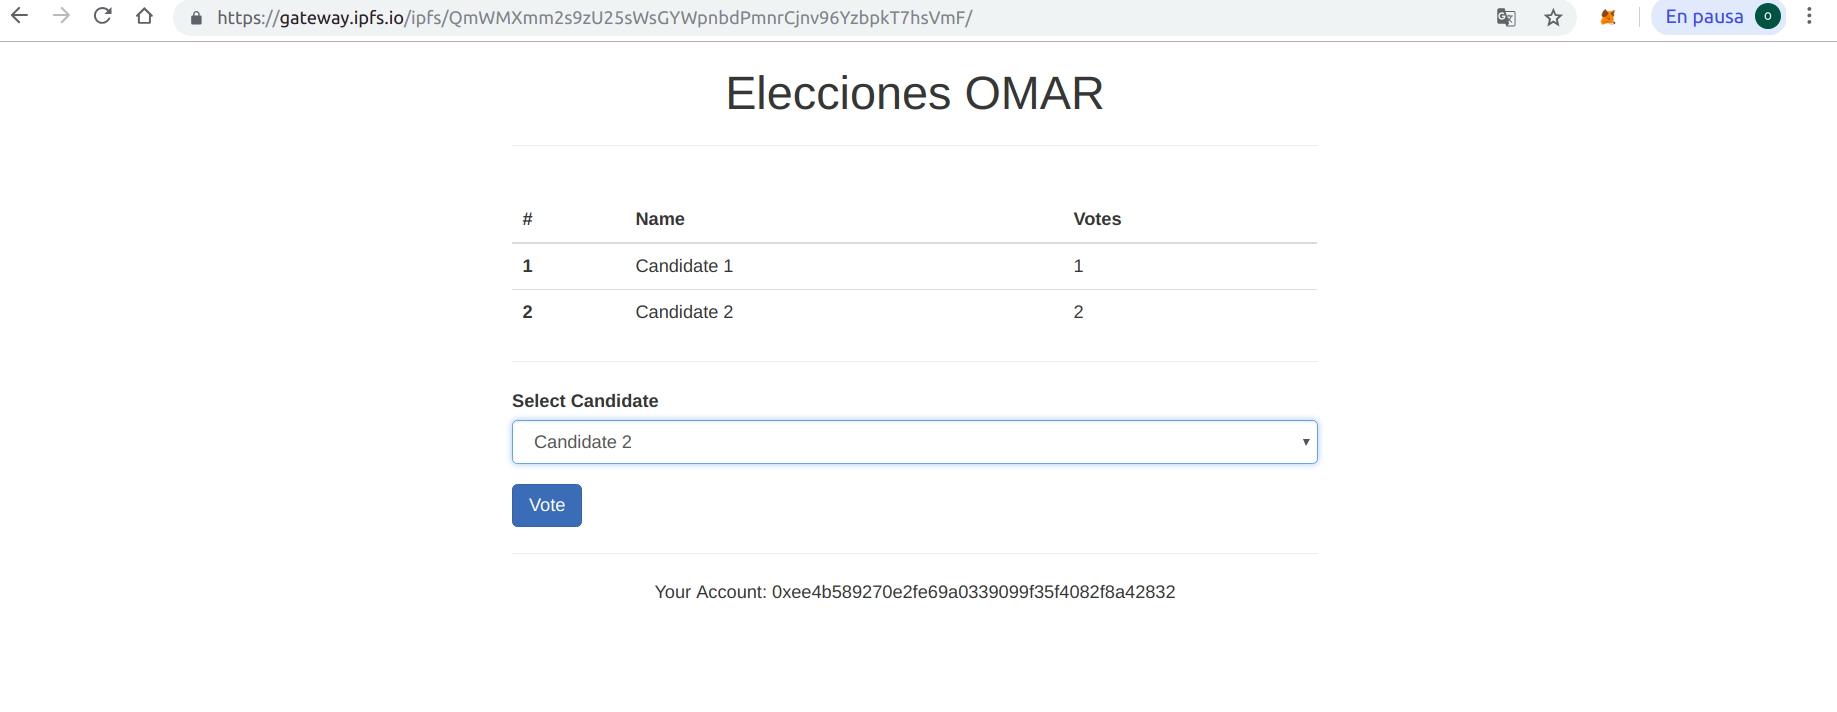 https://gateway.ipfs.io/ipfs/QmWMXmm2s9zU25sWsGYWpnbdPmnrCjnv96YzbpkT7hsVmF/
En pausa
O
Elecciones OMAR
# Name Votes
1 Candidate 1 1
2 Candidate 2 2
Select Candidate
Candidate 2
Vote
Your Account: 0xee4b589270e2fe69a0339099f35f4082f8a42832